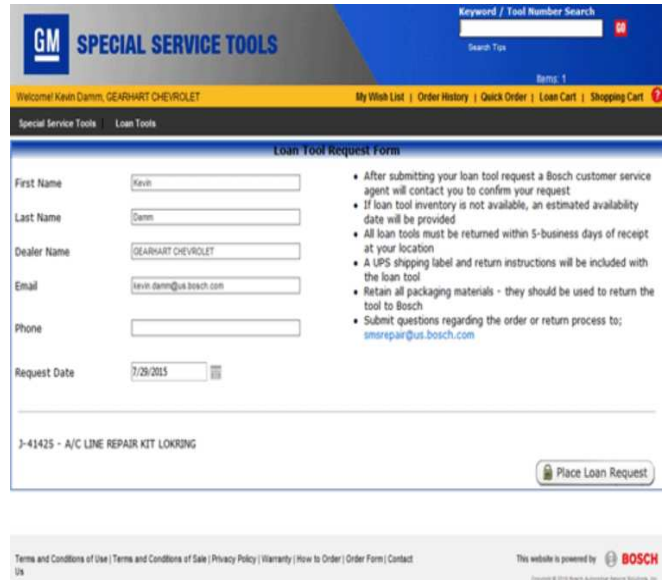 Keyword / Tool Number Search
GM SPECIAL SERVICE TOOLS
GO
Search Tips
Items: 1
Welcome! Kevin Damm, GEARHART CHEVROLET
My Wish List | Order History | Quick Order | Loan Cart | Shopping Cart ?
Special Service Tools Loan Tools
Loan Tool Request Form
First Name Kevin
Last Name Damm
Dealer Name GEARHART CHEVROLET
Email kevin.damm@us.bosch.com
Phone
Request Date 7/29/2015
• After submitting your loan tool request a Bosch customer service
agent will contact you to confirm your request
• If loan tool inventory is not available, an estimated availability
date will be provided
• All loan tools must be returned within 5-business days of receipt
at your location
• A UPS shipping label and return instructions will be included with
the loan tool
• Retain all packaging materials - they should be used to return the
tool to Bosch
• Submit questions regarding the order or return process to;
smsrepair@us.bosch.com
J-41425 - A/C LINE REPAIR KIT LOKRING
Place Loan Request
Terms and Conditions of Use | Terms and Conditions of Sale | Privacy Policy | Warranty | How to Order | Order Form | Contact
Us
This website is powered by BOSCH